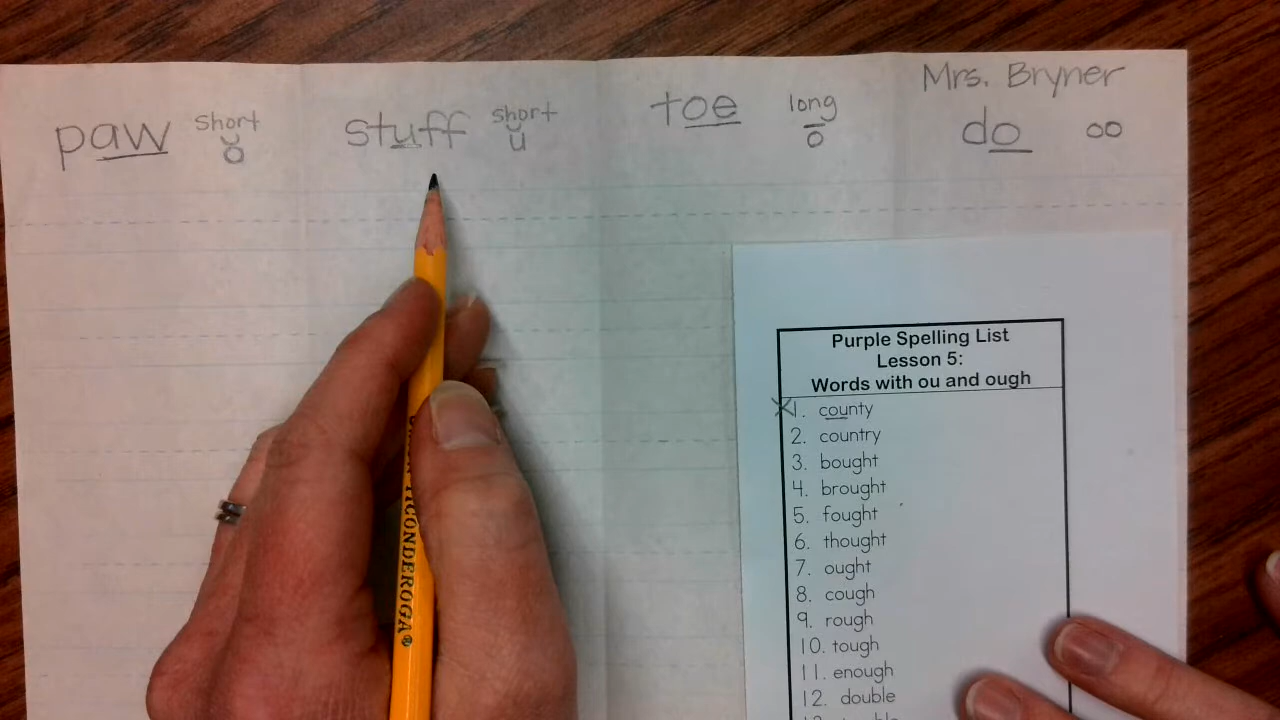 Mrs. Bryner
paw short ŏ
stuff short ŭ
toe long ō
do oo
Purple Spelling List
Lesson 5:
Words with ou and ough
1. county
2. country
3. bought
4. brought
5. fought
6. thought
7. ought
8. cough
9. rough
10. tough
11. enough
12. double
TICONDEROGA®